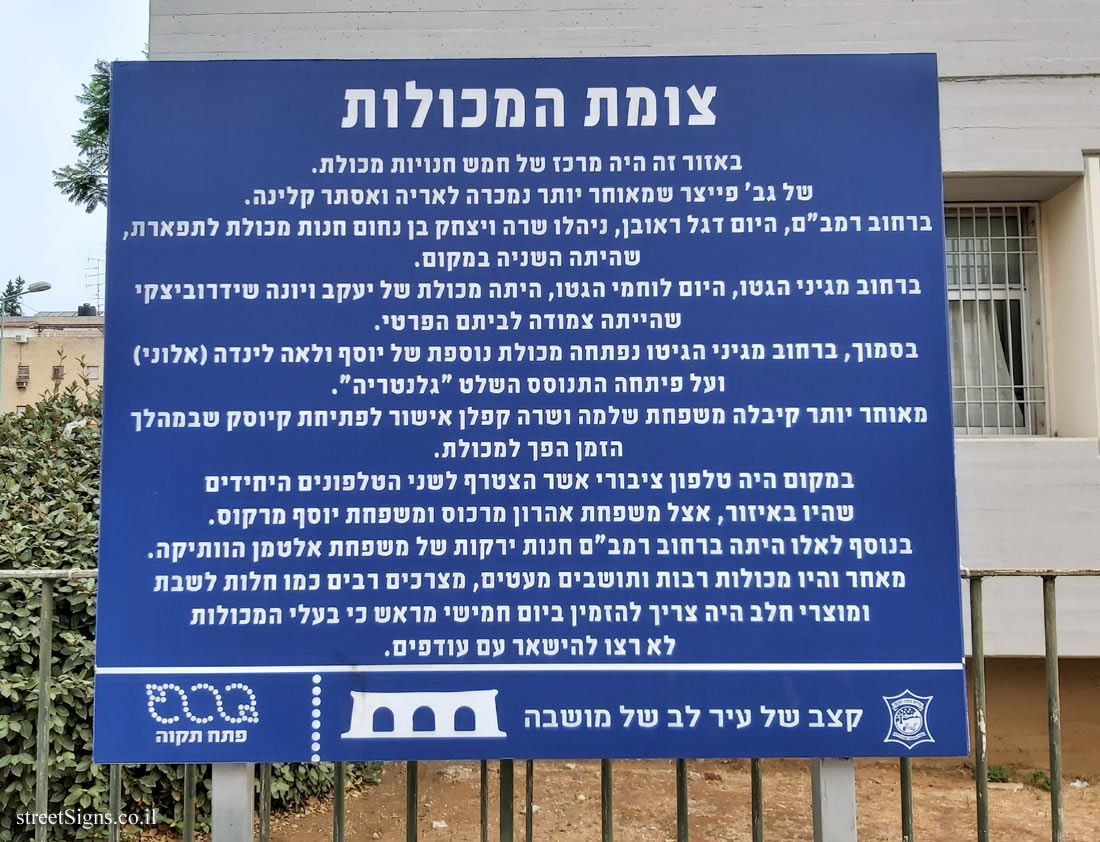 צומת המכולות
באזור זה היה מרכז של חמש חנויות מכולת.
של גב' פייצר שמאוחר יותר נמכרה לאריה ואסתר קלינה.
ברחוב רמב"ם, היום דגל ראובן, ניהלו שרה ויצחק בן נחום חנות מכולת לתפארת,
שהיתה השניה במקום.
ברחוב מגיני הגטו, היום לוחמי הגטו, היתה מכולת של יעקב ויונה שידרוביצקי
שהייתה צמודה לביתם הפרטי.
בסמוך, ברחוב מגיני הגיטו נפתחה מכולת נוספת של יוסף ולאה לינדה (אלוני)
ועל פיתחה התנוסס השלט "גלנטריה".
מאוחר יותר קיבלה משפחת שלמה ושרה קפלן אישור לפתיחת קיוסק שבמהלך
הזמן הפך למכולת.
במקום היה טלפון ציבורי אשר הצטרף לשני הטלפונים היחידים
שהיו באיזור, אצל משפחת אהרון מרכוס ומשפחת יוסף מרקוס.
בנוסף לאלו היתה ברחוב רמב"ם חנות ירקות של משפחת אלטמן הוותיקה.
מאחר והיו מכולות רבות ותושבים מעטים, מצרכים רבים כמו חלות לשבת
ומוצרי חלב היה צריך להזמין ביום חמישי מראש כי בעלי המכולות
לא רצו להישאר עם עודפים.
קצב של עיר לב של מושבה
פתח תקוה
streetSigns.co.il